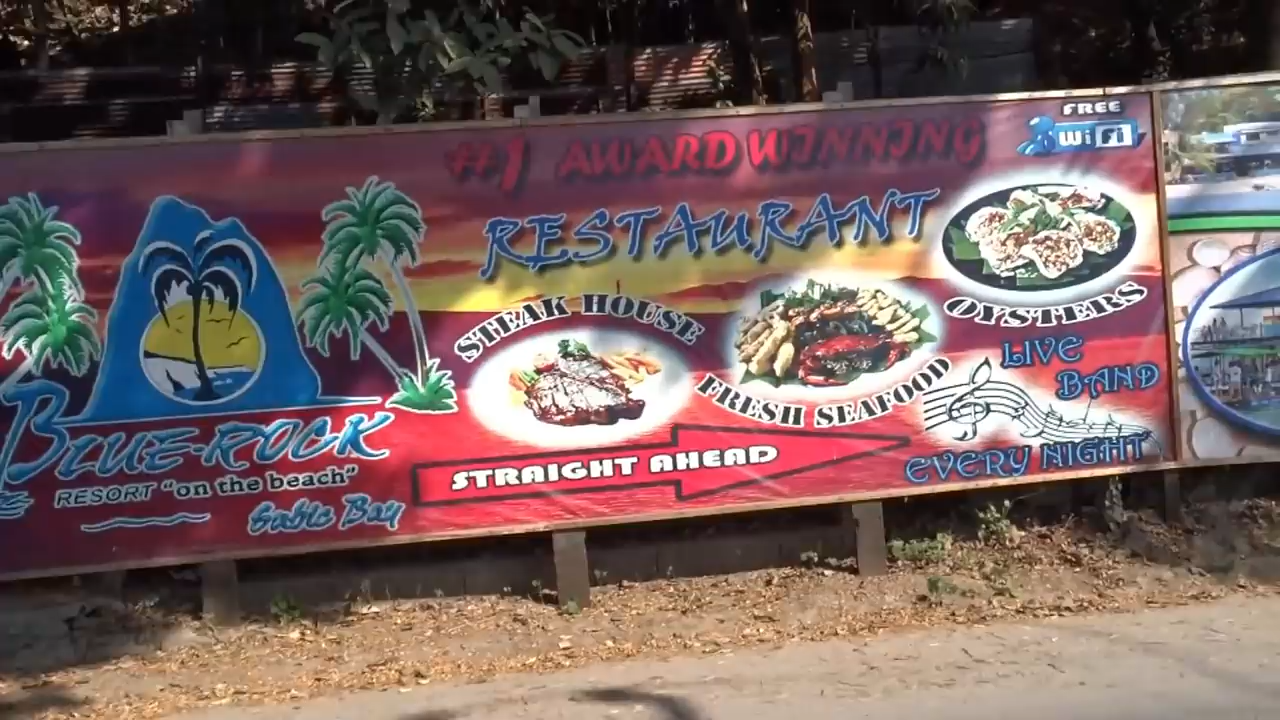 #1 AWARD WINNING
FREE
WiFi
RESTAURANT
STEAK HOUSE
FRESH SEAFOOD
OYSTERS
LIVE
BAND
EVERY NIGHT
BLUE-ROCK
RESORT "on the beach"
Subic Bay
STRAIGHT AHEAD